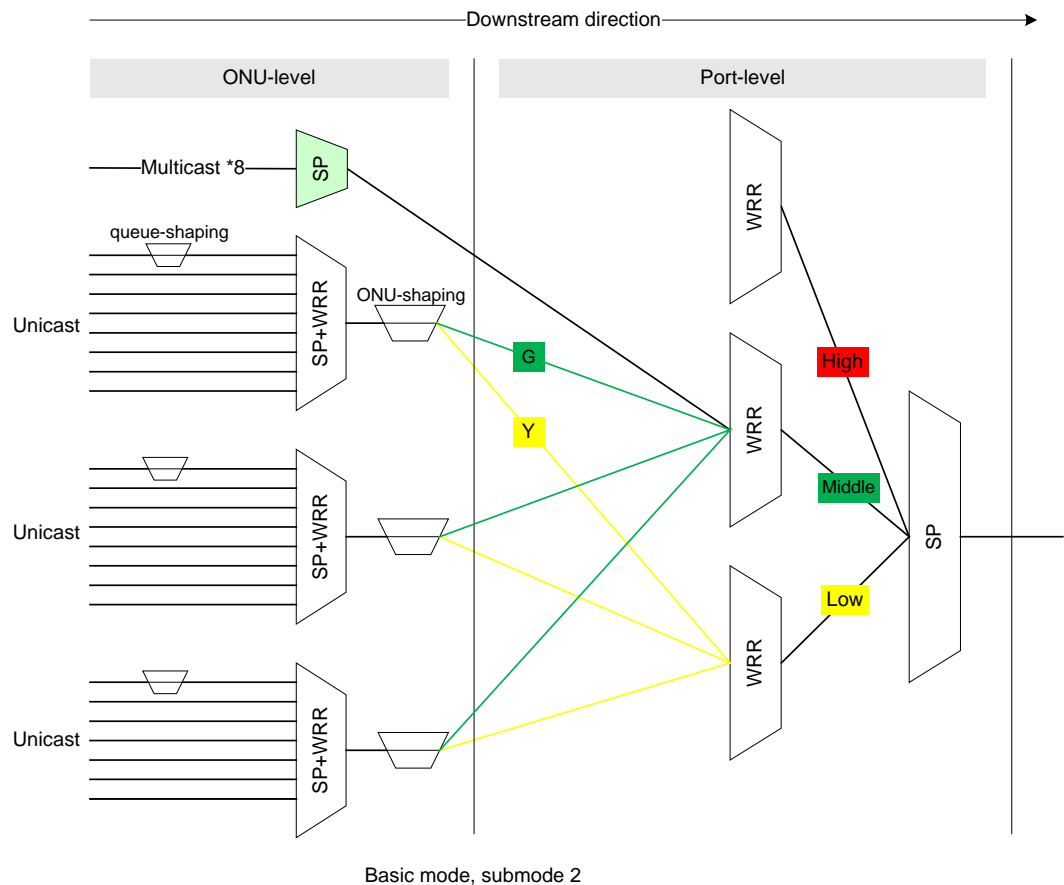 Downstream direction
ONU-level
Port-level
Multicast *8
SP
WRR
queue-shaping
Unicast
SP+WRR
ONU-shaping
G
High
Y
WRR
Middle
SP
Unicast
SP+WRR
Low
WRR
Unicast
SP+WRR
Basic mode, submode 2